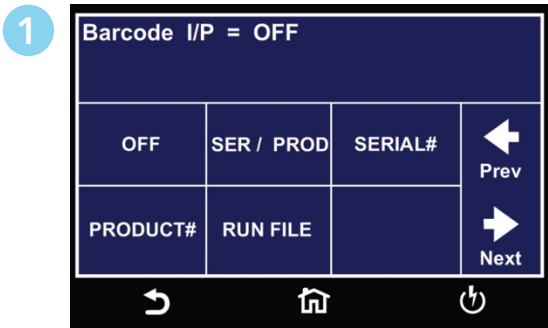 1
Barcode I/P = OFF
OFF
SER / PROD
SERIAL#
Prev
PRODUCT#
RUN FILE
Next